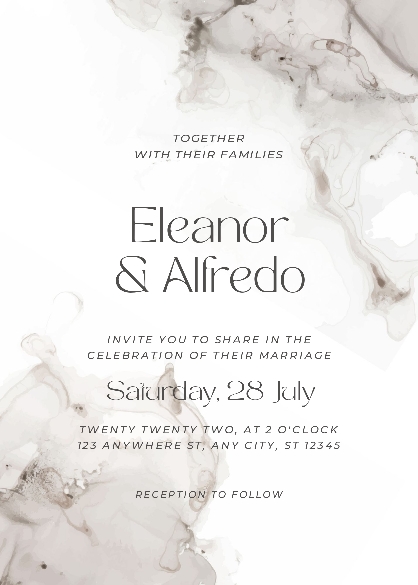 TOGETHER
WITH THEIR FAMILIES
Eleanor
& Alfredo
INVITE YOU TO SHARE IN THE
CELEBRATION OF THEIR MARRIAGE
Saturday, 28 July
TWENTY TWENTY TWO, AT 2 O'CLOCK
123 ANYWHERE ST, ANY CITY, ST 12345
RECEPTION TO FOLLOW